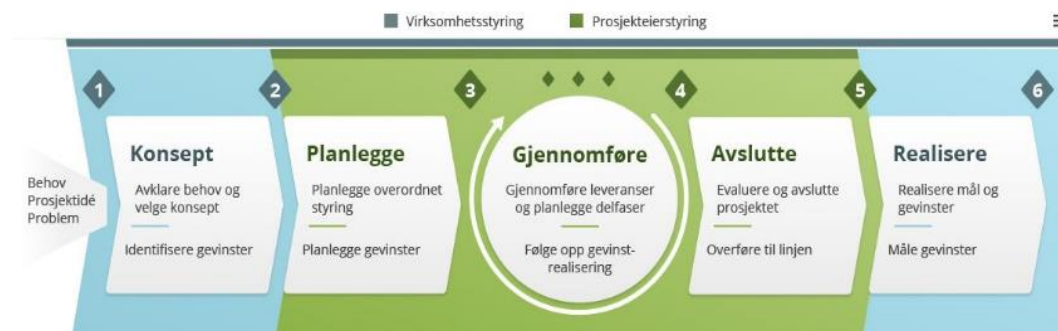 Virksomhetsstyring
Prosjekteierstyring
1
2
3
4
5
6
Behov
Prosjektidé
Problem
Konsept
Avklare behov og
velge konsept
Identifisere gevinster
Planlegge
Planlegge overordnet
styring
Planlegge gevinster
Gjennomføre
Gjennomføre leveranser
og planlegge delfaser
Følge opp gevinst-
realisering
Avslutte
Evaluere og avslutte
prosjektet
Overføre til linjen
Realisere
Realisere mål og
gevinster
Måle gevinster